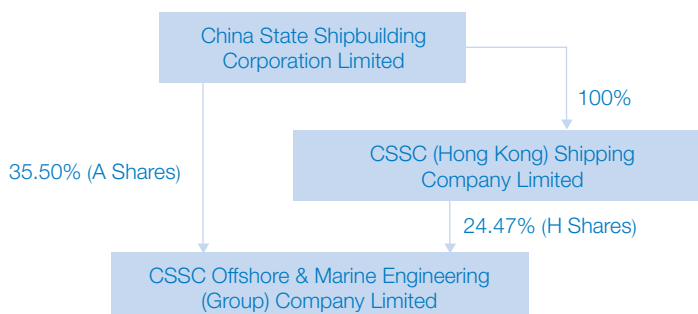 China State Shipbuilding
Corporation Limited
100%
CSSC (Hong Kong) Shipping
Company Limited
35.50% (A Shares)
24.47% (H Shares)
CSSC Offshore & Marine Engineering
(Group) Company Limited